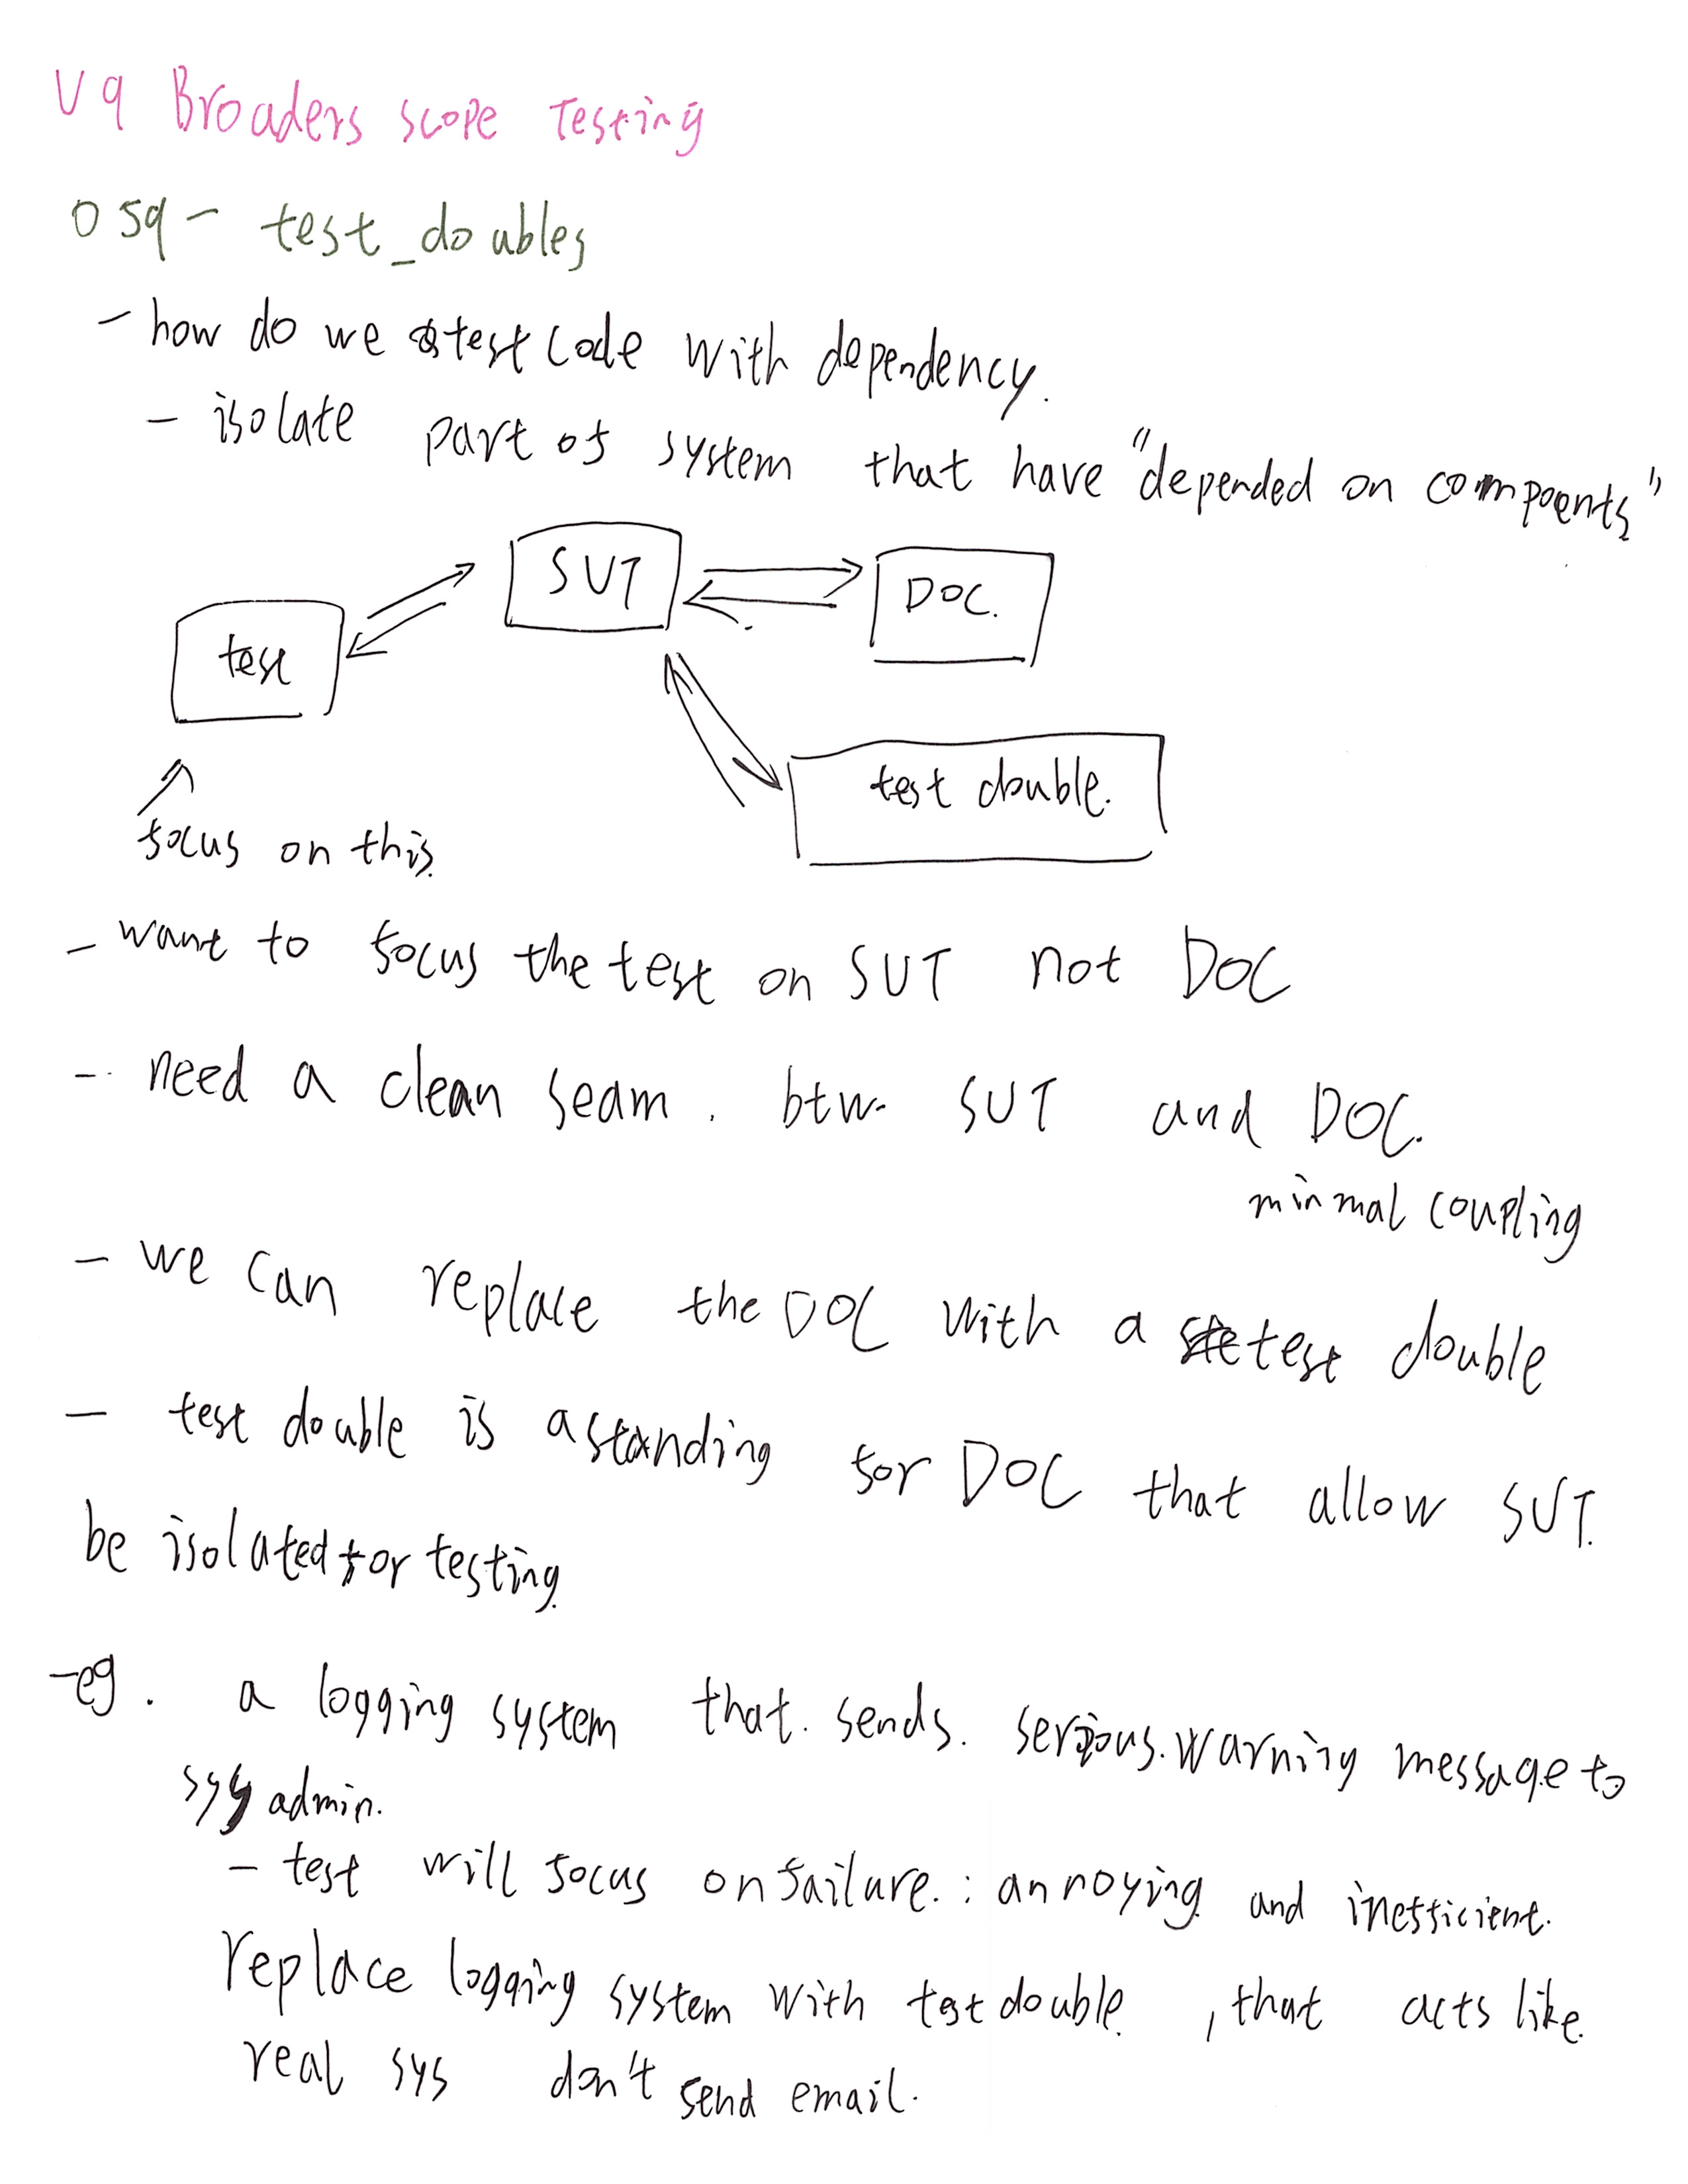 V9 Broaders scope Testing
059 - test_doubles
- how do we test code with dependency.
- isolate part of system that have "depended on compoents"
SUT
DOC.
test
test double.
focus on this.
- want to focus the test on SUT not DOC
- need a clean seam. btw. SUT and DOC.
minimal coupling
- we can replace the DOC with a test double
- test double is a standing for DOC that allow SUT.
be isolated for testing.
- eg. a logging system that. sends. serious. warning message to
sys admin.
- test will focus on failure. : annoying and inefficient.
replace logging system with test double. , that acts like
real sys don't send email.